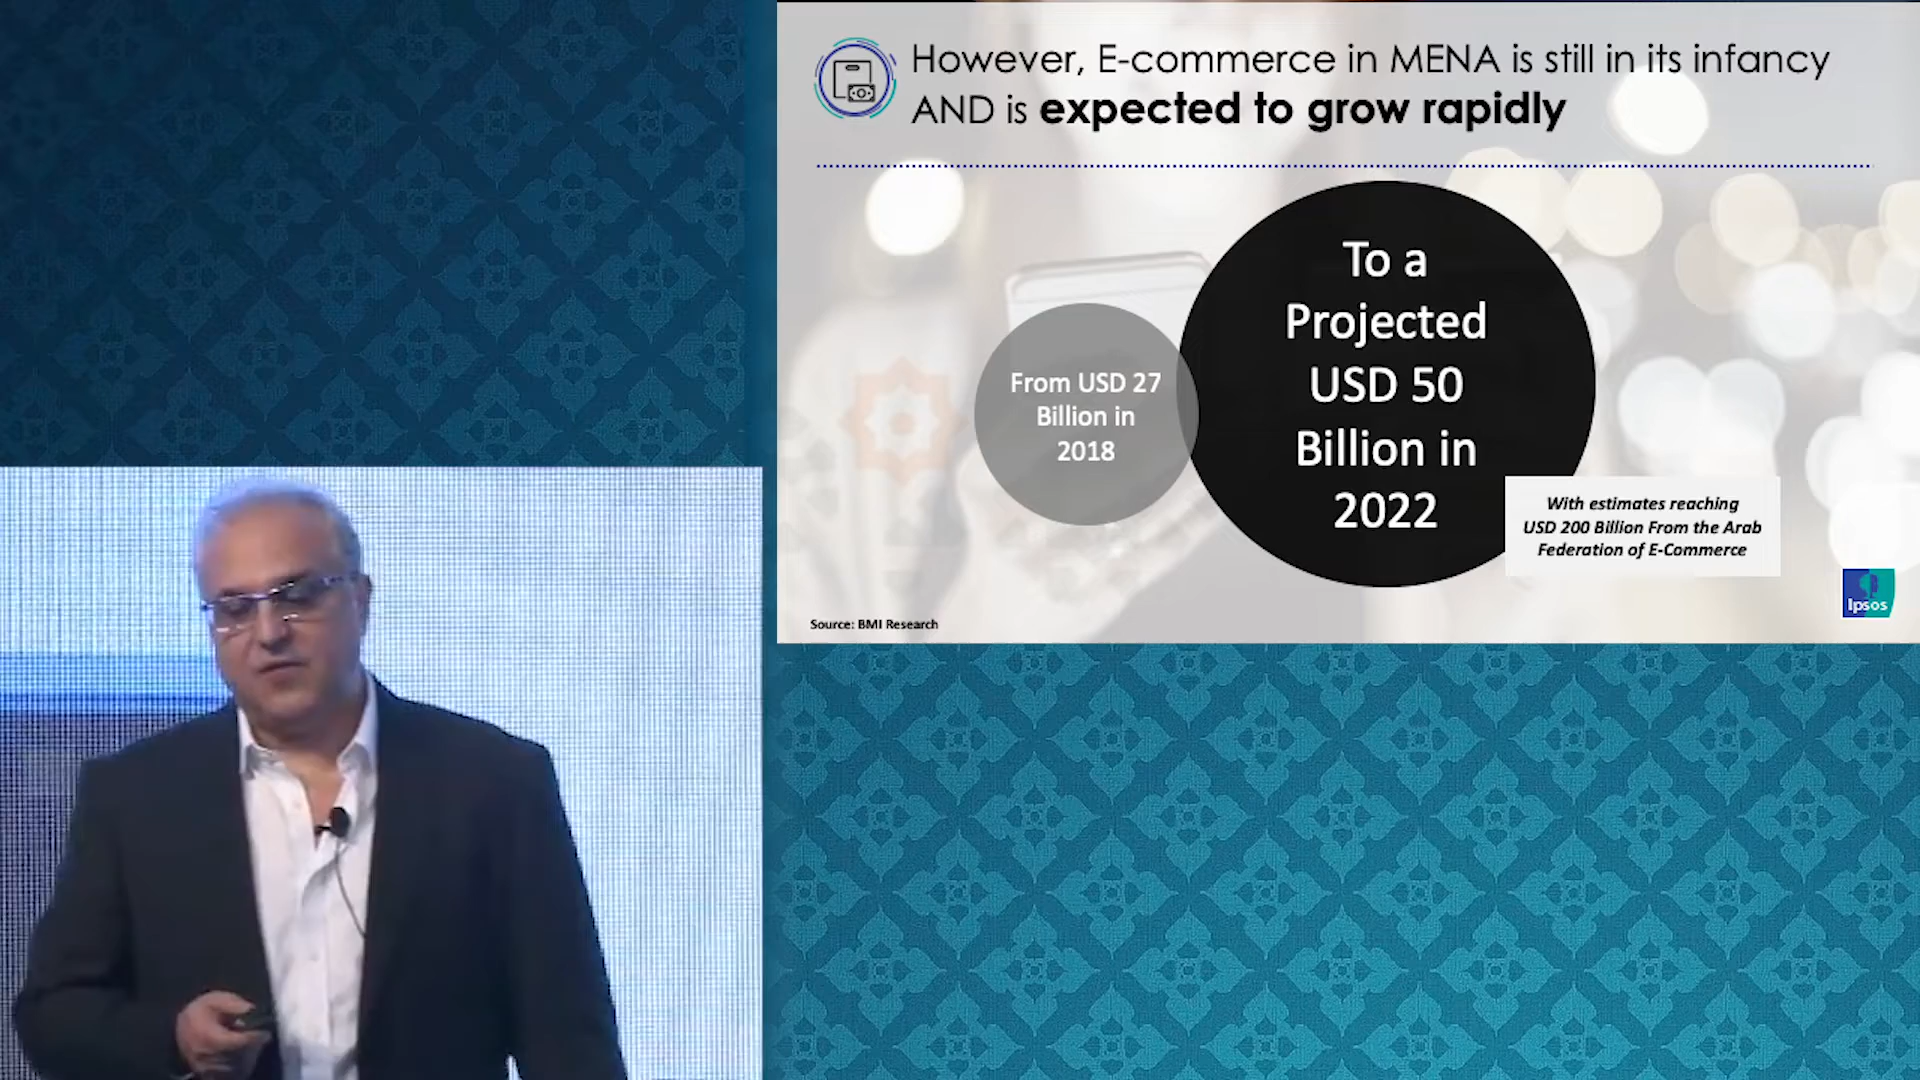 However, E-commerce in MENA is still in its infancy
AND is expected to grow rapidly
From USD 27
Billion in
2018
To a
Projected
USD 50
Billion in
2022
With estimates reaching
USD 200 Billion From the Arab
Federation of E-Commerce
Ipsos
Source: BMI Research